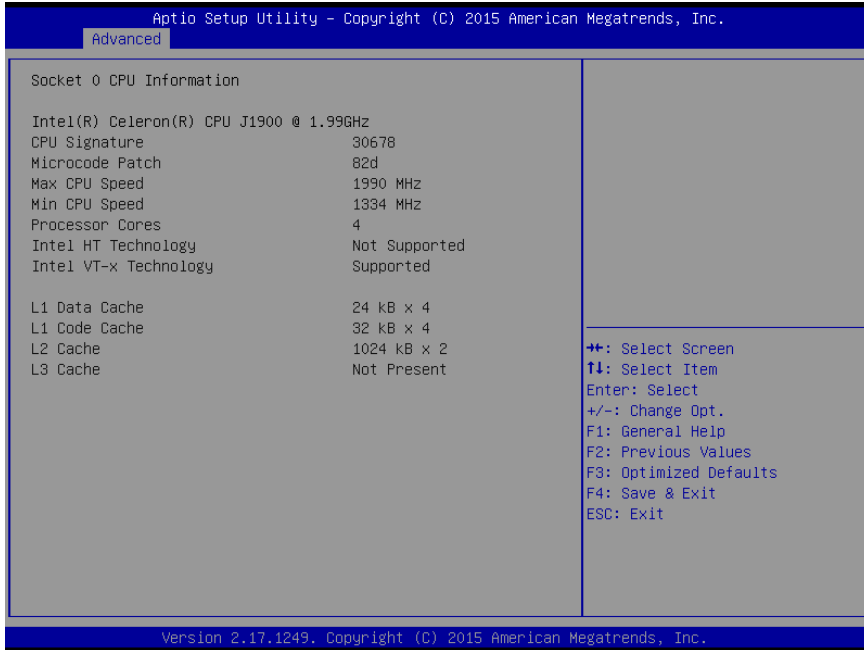 Aptio Setup Utility – Copyright (C) 2015 American Megatrends, Inc.
Advanced
Socket 0 CPU Information
Intel(R) Celeron(R) CPU J1900 @ 1.99GHz
CPU Signature 30678
Microcode Patch 82d
Max CPU Speed 1990 MHz
Min CPU Speed 1334 MHz
Processor Cores 4
Intel HT Technology Not Supported
Intel VT-x Technology Supported
L1 Data Cache 24 kB x 4
L1 Code Cache 32 kB x 4
L2 Cache 1024 kB x 2
L3 Cache Not Present
→←: Select Screen
↑↓: Select Item
Enter: Select
+/-: Change Opt.
F1: General Help
F2: Previous Values
F3: Optimized Defaults
F4: Save & Exit
ESC: Exit
Version 2.17.1249. Copyright (C) 2015 American Megatrends, Inc.